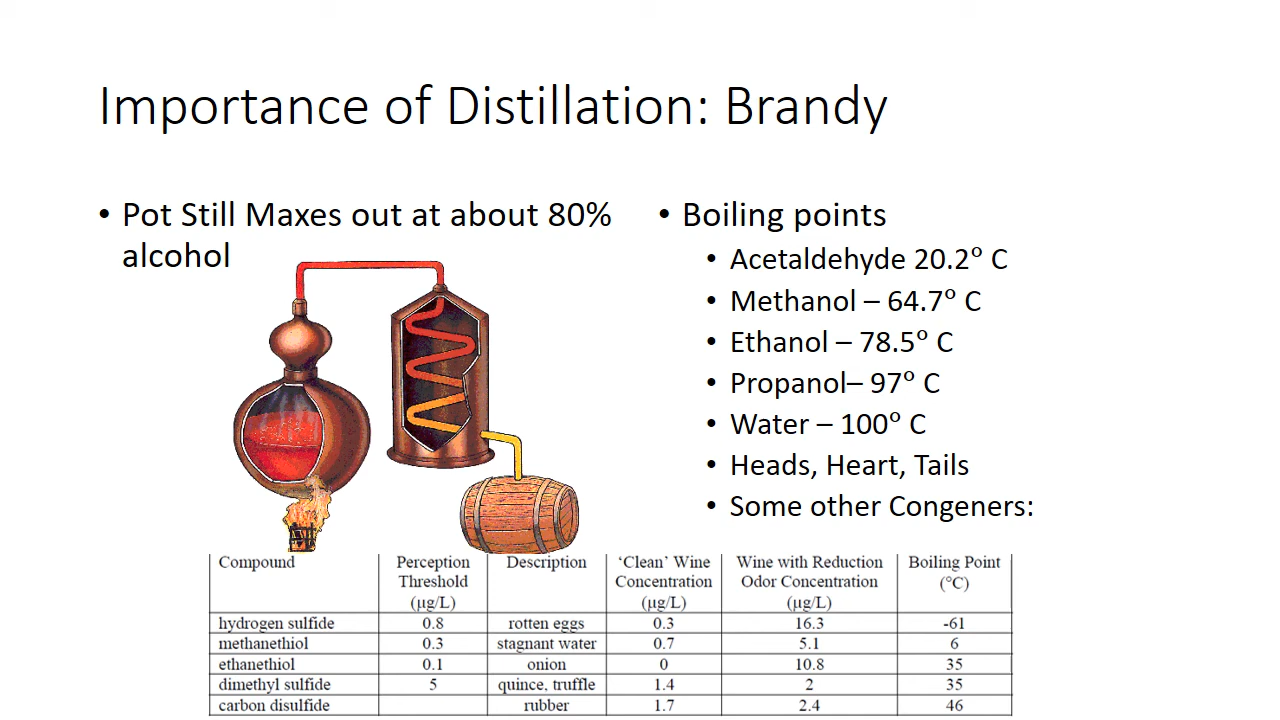 Importance of Distillation: Brandy
• Pot Still Maxes out at about 80%
alcohol
• Boiling points
• Acetaldehyde 20.2° C
• Methanol – 64.7° C
• Ethanol – 78.5° C
• Propanol– 97° C
• Water – 100° C
• Heads, Heart, Tails
• Some other Congeners:
Compound Perception Description ‘Clean’ Wine Wine with Reduction Boiling Point
Threshold Concentration Odor Concentration (°C)
(µg/L) (µg/L) (µg/L)
hydrogen sulfide 0.8 rotten eggs 0.3 16.3 -61
methanethiol 0.3 stagnant water 0.7 5.1 6
ethanethiol 0.1 onion 0 10.8 35
dimethyl sulfide 5 quince, truffle 1.4 2 35
carbon disulfide rubber 1.7 2.4 46